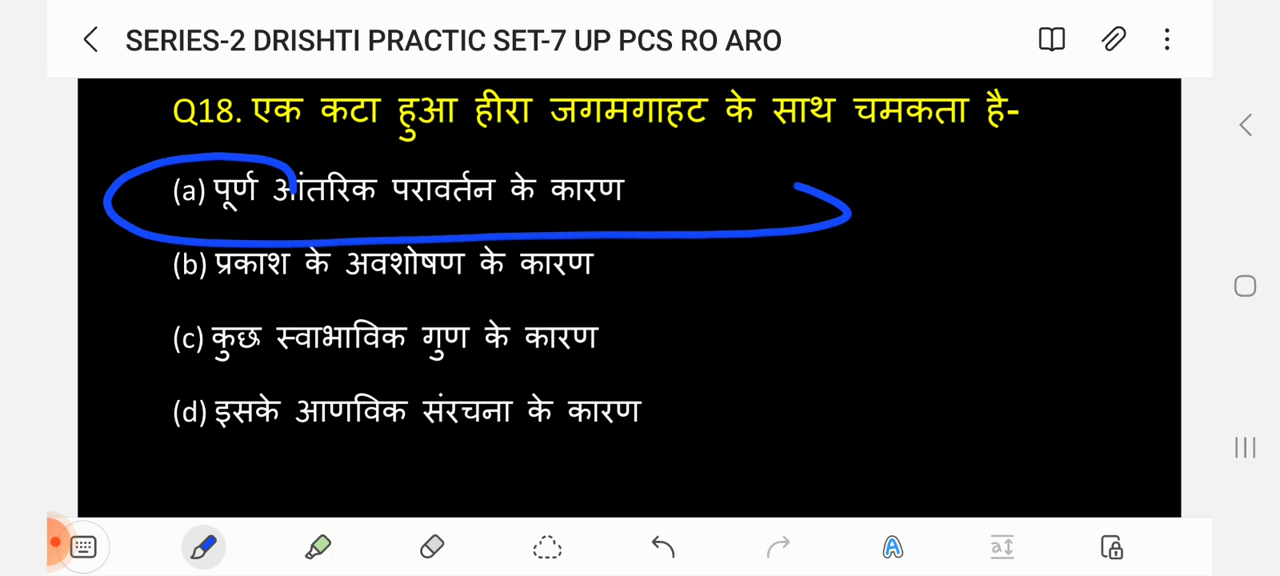 SERIES-2 DRISHTI PRACTIC SET-7 UP PCS RO ARO
Q18. एक कटा हुआ हीरा जगमगाहट के साथ चमकता है-
(a) पूर्ण आंतरिक परावर्तन के कारण
(b) प्रकाश के अवशोषण के कारण
(c) कुछ स्वाभाविक गुण के कारण
(d) इसके आणविक संरचना के कारण